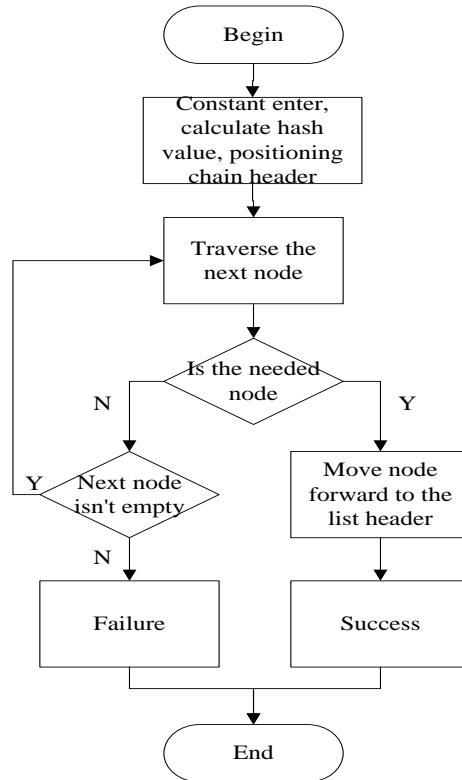 Begin
Constant enter,
calculate hash
value, positioning
chain header
Traverse the
next node
Is the needed
node
N
Y
Y
Next node
isn't empty
Move node
forward to the
list header
N
Failure
Success
End